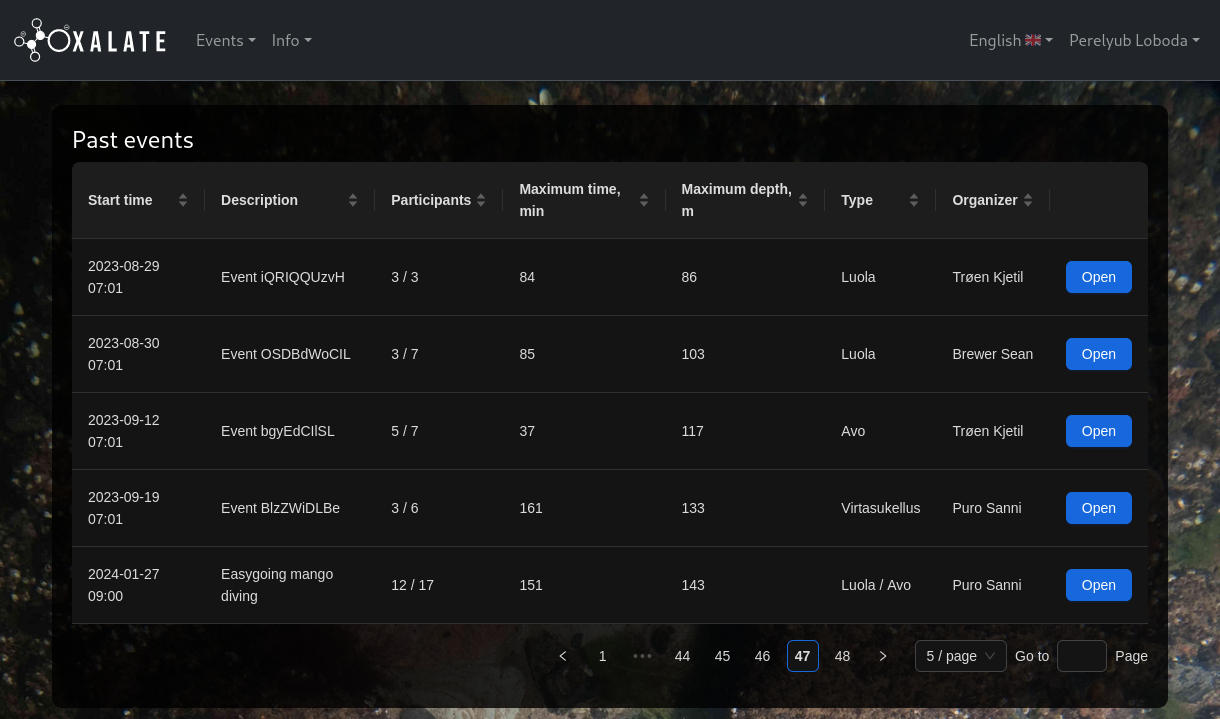 OXALATE Events Info English Perelyub Loboda
Past events
Start time Description Participants Maximum time, min Maximum depth, m Type Organizer
2023-08-29 07:01 Event iQRIQQUzvH 3 / 3 84 86 Luola Trøen Kjetil Open
2023-08-30 07:01 Event OSDBdWoCIL 3 / 7 85 103 Luola Brewer Sean Open
2023-09-12 07:01 Event bgyEdCIlSL 5 / 7 37 117 Avo Trøen Kjetil Open
2023-09-19 07:01 Event BlzZWiDLBe 3 / 6 161 133 Virtasukellus Puro Sanni Open
2024-01-27 09:00 Easygoing mango diving 12 / 17 151 143 Luola / Avo Puro Sanni Open
1 ••• 44 45 46 47 48 5 / page Go to Page